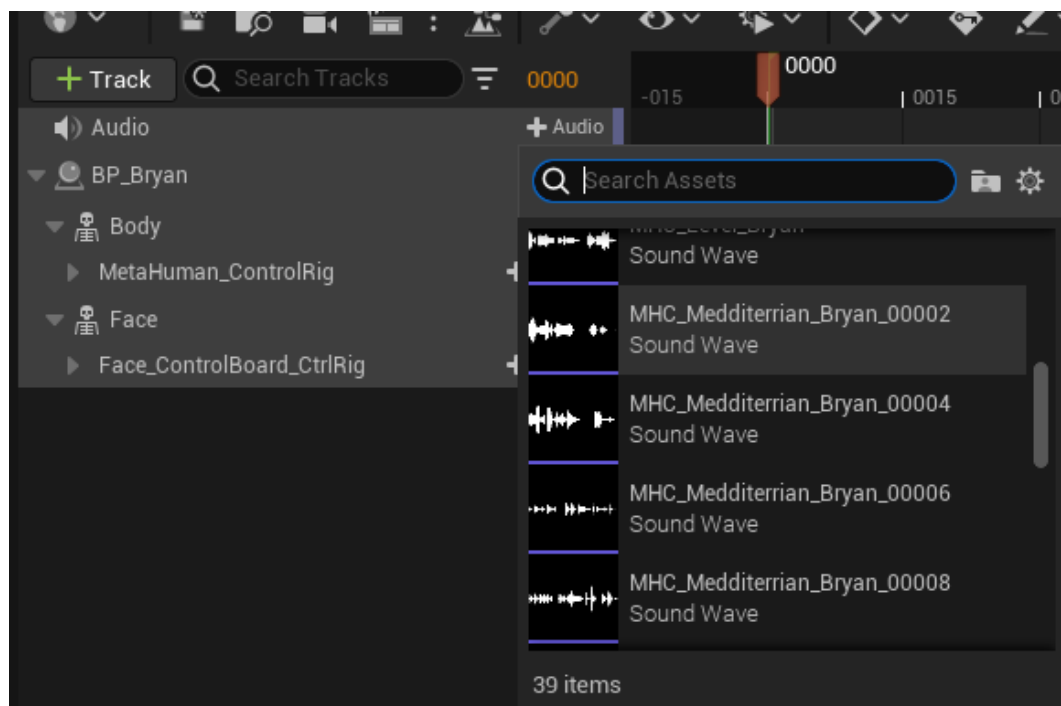 + Track
Search Tracks
0000
0000
-015
0015
Audio
+ Audio
BP_Bryan
Search Assets
Body
MHC_Level_Bryan
Sound Wave
MetaHuman_ControlRig
MHC_Medditerrian_Bryan_00002
Sound Wave
Face
Face_ControlBoard_CtrlRig
MHC_Medditerrian_Bryan_00004
Sound Wave
MHC_Medditerrian_Bryan_00006
Sound Wave
MHC_Medditerrian_Bryan_00008
Sound Wave
39 items